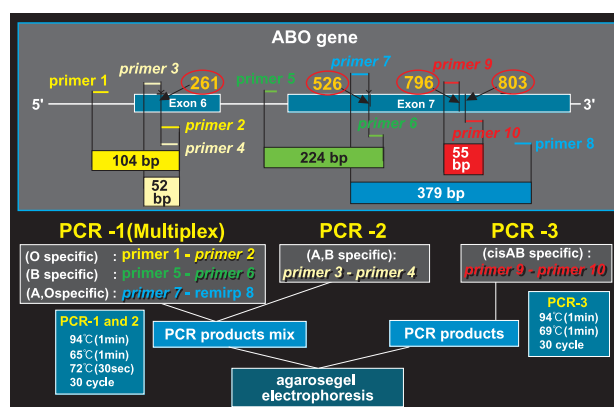 ABO gene
primer 7
primer 3
primer 9
primer 1
261
primer 5
526
796
803
5'
Exon 6
Exon 7
3'
primer 2
primer 6
primer 10
primer 4
primer 8
104 bp
224 bp
55
bp
52
bp
379 bp
PCR -1(Multiplex)
PCR -2
PCR -3
(O specific) : primer 1 - primer 2
(B specific) : primer 5 - primer 6
(A,Ospecific) : primer 7 - remirp 8
(A,B specific):
primer 3 - primer 4
(cisAB specific) :
primer 9 - primer 10
PCR-1 and 2
94℃(1min)
65℃(1min)
72℃(30sec)
30 cycle
PCR products mix
PCR products
PCR-3
94℃(1min)
69℃(1min)
30 cycle
agarosegel
electrophoresis